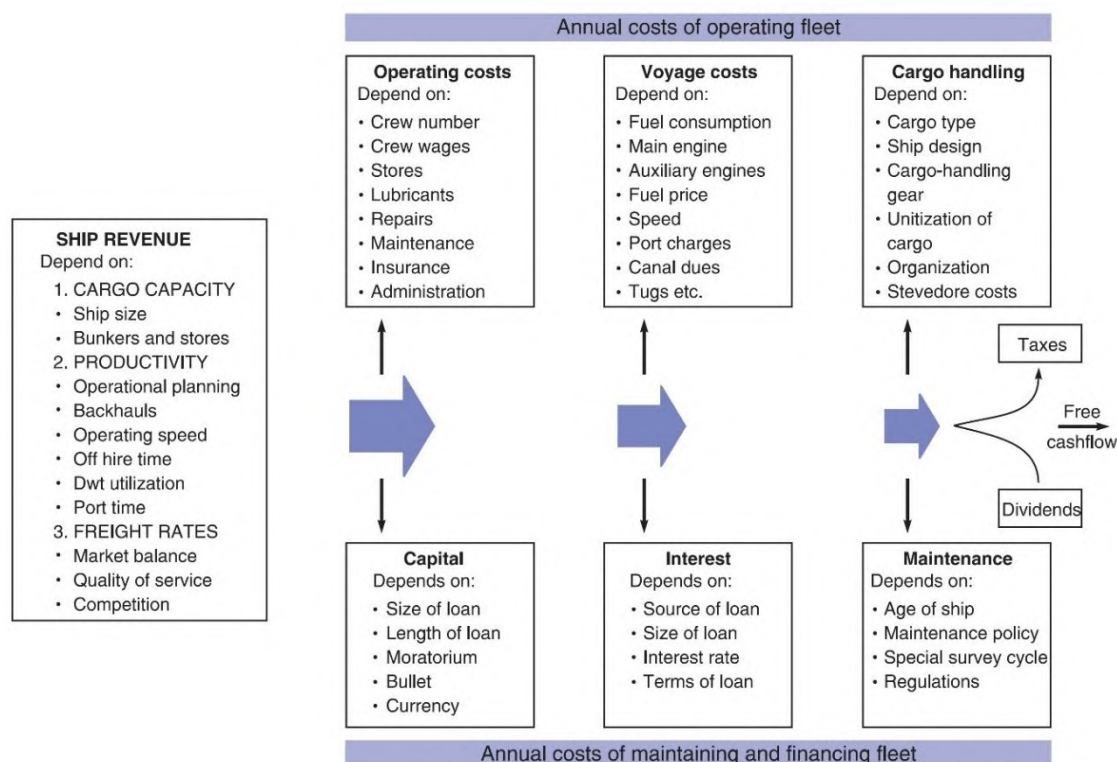 Annual costs of operating fleet
SHIP REVENUE
Depend on:
1. CARGO CAPACITY
• Ship size
• Bunkers and stores
2. PRODUCTIVITY
• Operational planning
• Backhauls
• Operating speed
• Off hire time
• Dwt utilization
• Port time
3. FREIGHT RATES
• Market balance
• Quality of service
• Competition
Operating costs
Depend on:
• Crew number
• Crew wages
• Stores
• Lubricants
• Repairs
• Maintenance
• Insurance
• Administration
Voyage costs
Depend on:
• Fuel consumption
• Main engine
• Auxiliary engines
• Fuel price
• Speed
• Port charges
• Canal dues
• Tugs etc.
Cargo handling
Depend on:
• Cargo type
• Ship design
• Cargo-handling
gear
• Unitization of
cargo
• Organization
• Stevedore costs
Taxes
Free
cashflow
Dividends
Capital
Depends on:
• Size of loan
• Length of loan
• Moratorium
• Bullet
• Currency
Interest
Depends on:
• Source of loan
• Size of loan
• Interest rate
• Terms of loan
Maintenance
Depends on:
• Age of ship
• Maintenance policy
• Special survey cycle
• Regulations
Annual costs of maintaining and financing fleet